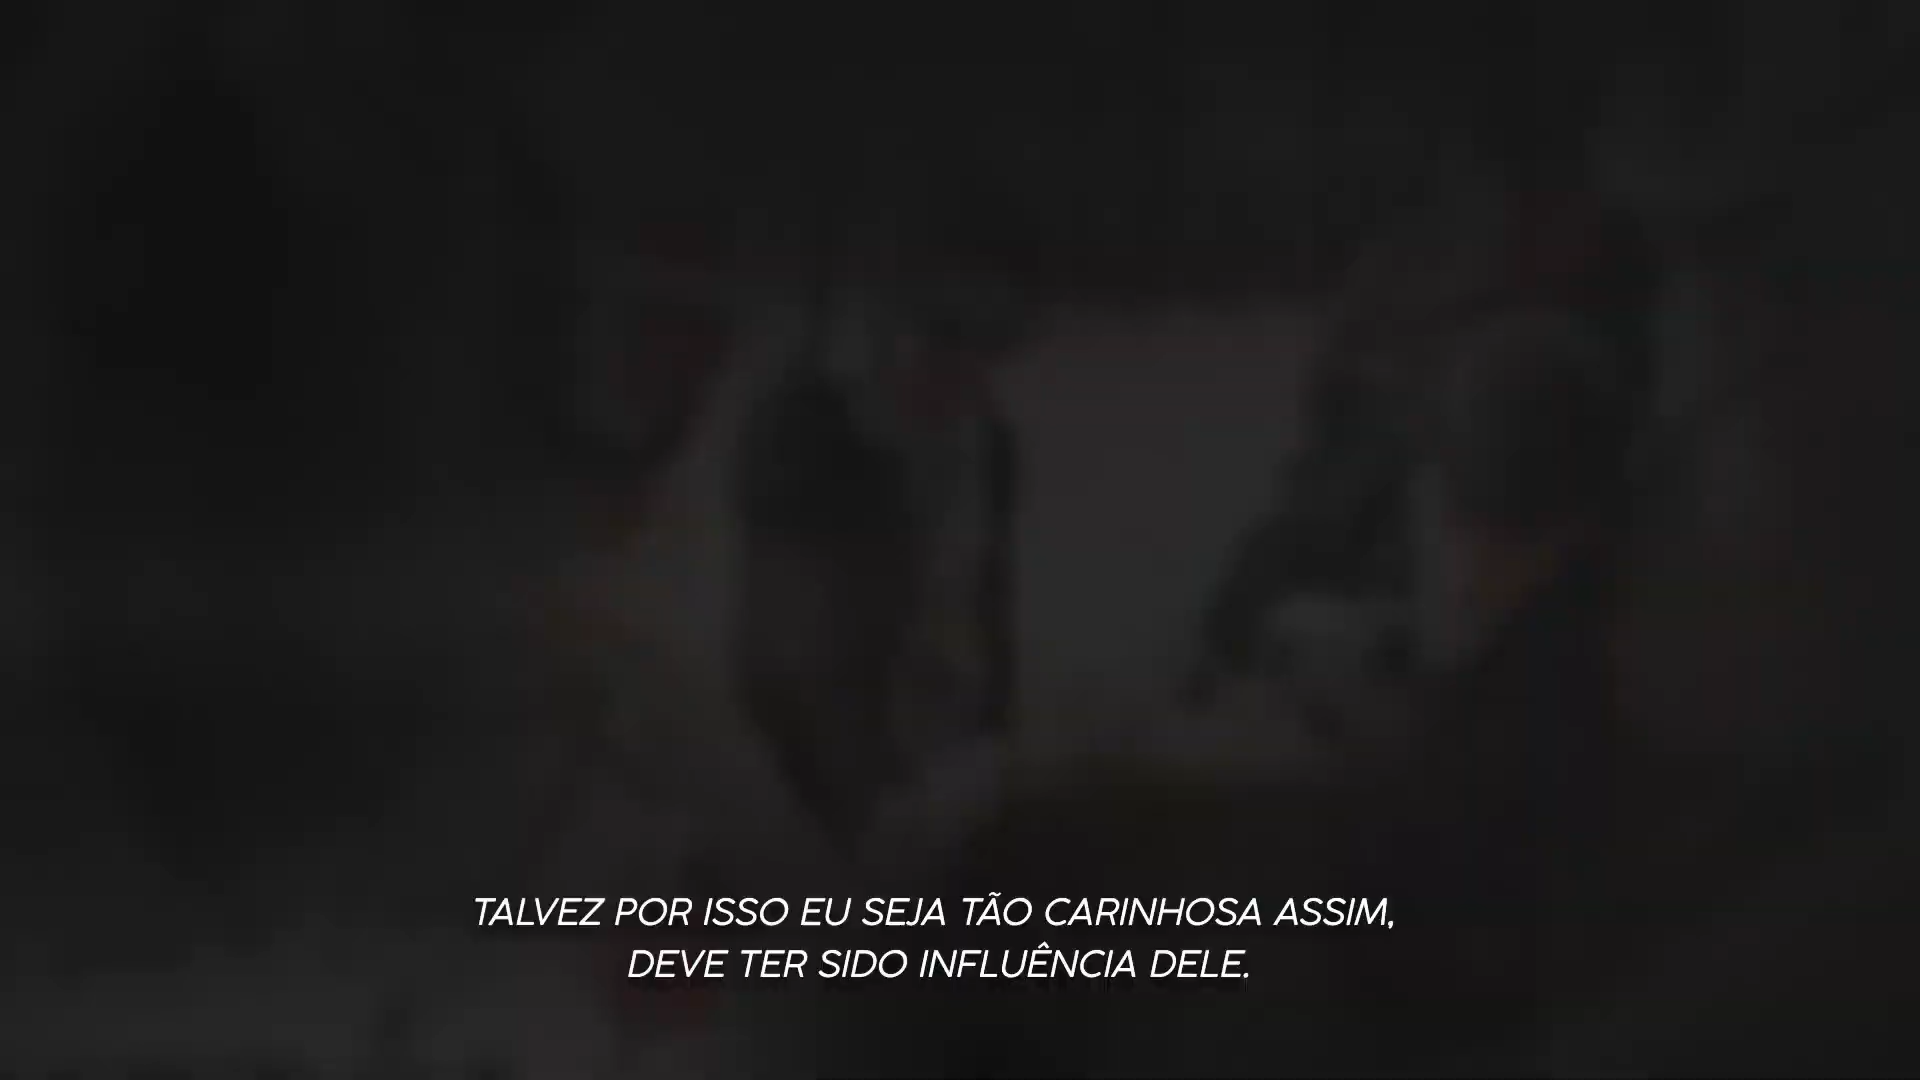 TALVEZ POR ISSO EU SEJA TÃO CARINHOSA ASSIM,
DEVE TER SIDO INFLUÊNCIA DELE.